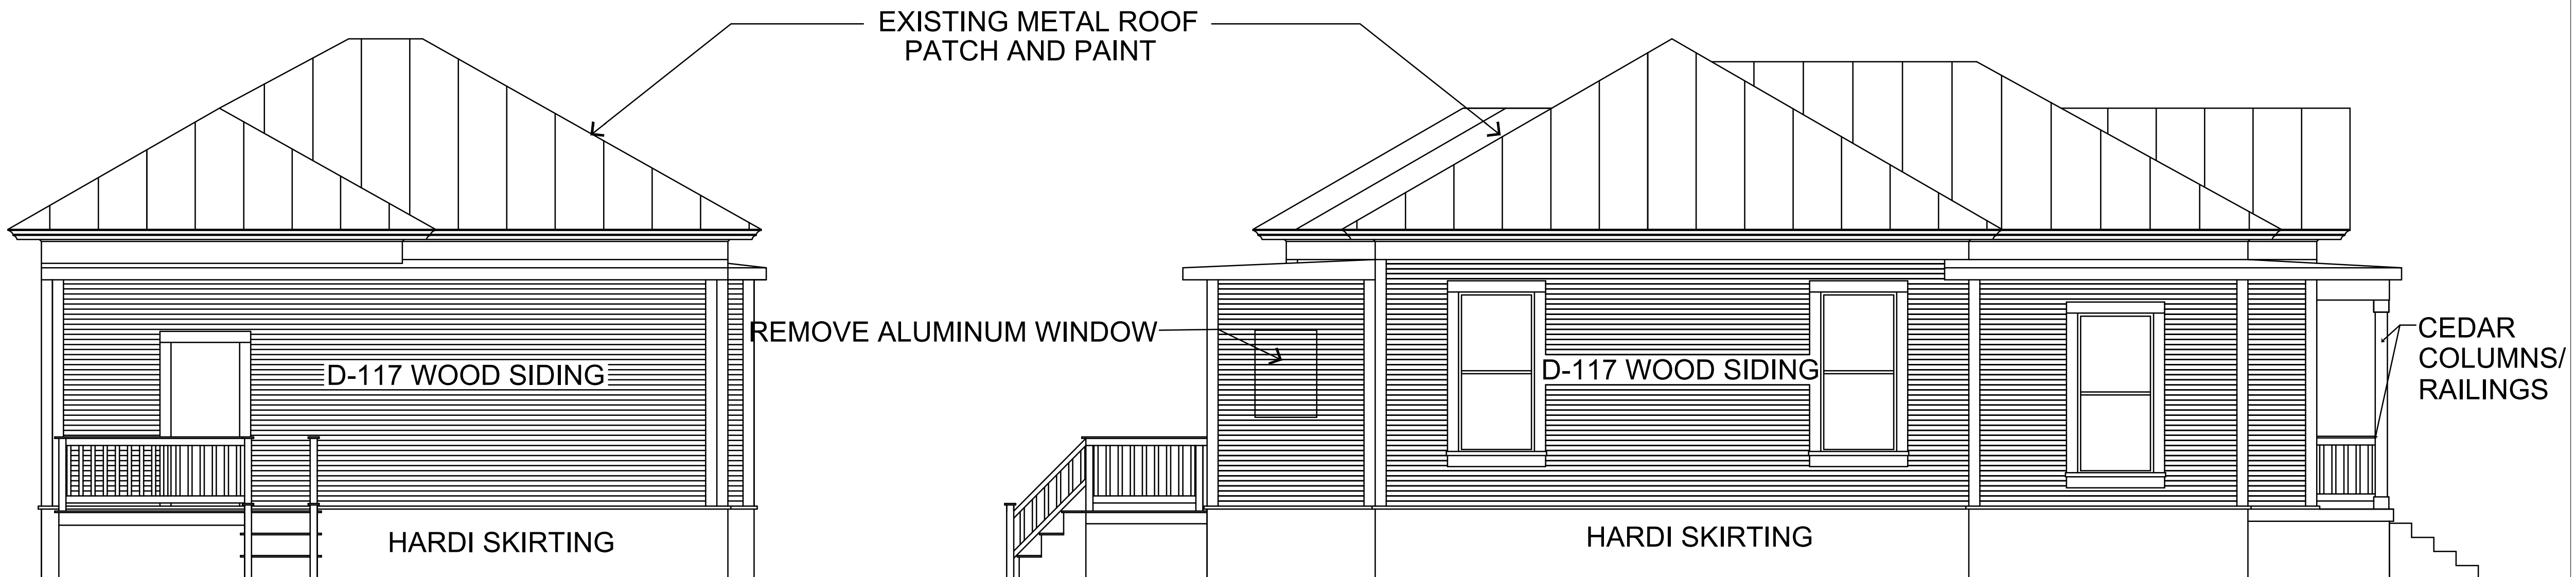 EXISTING METAL ROOF
PATCH AND PAINT
REMOVE ALUMINUM WINDOW
CEDAR
COLUMNS/
RAILINGS
D-117 WOOD SIDING
D-117 WOOD SIDING
HARDI SKIRTING
HARDI SKIRTING